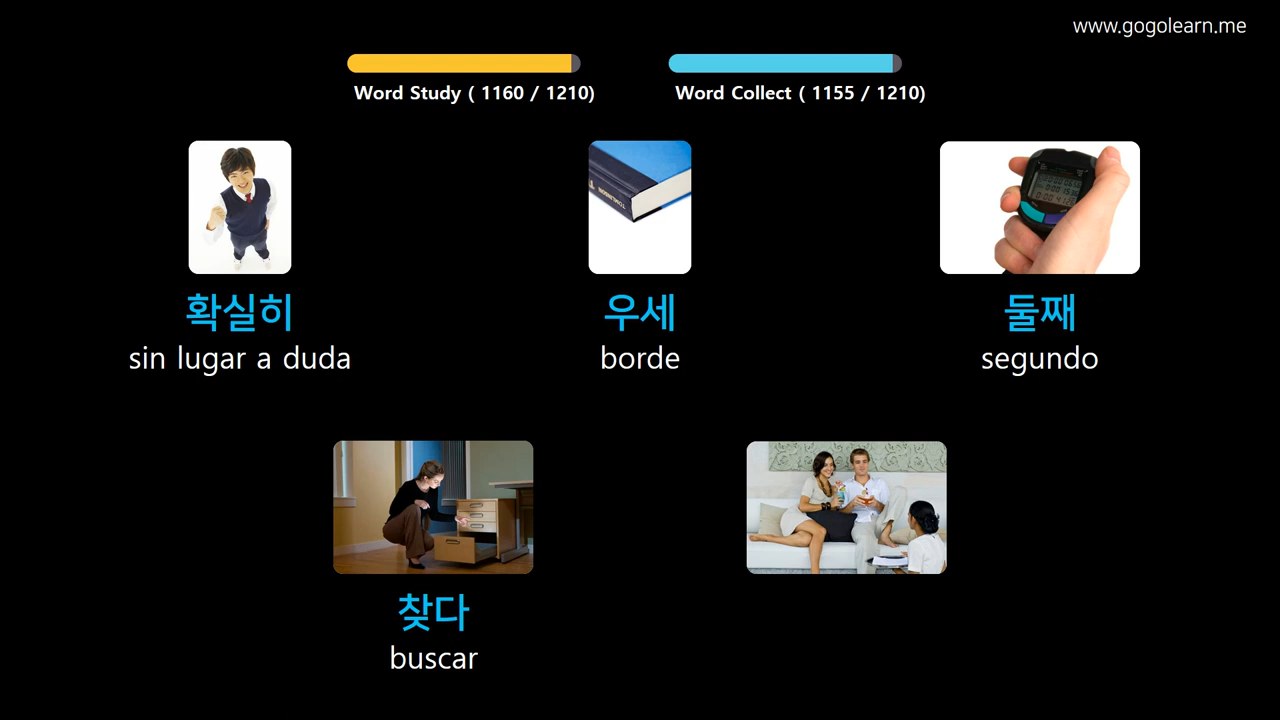 www.gogolearn.me
Word Study ( 1160 / 1210)
Word Collect ( 1155 / 1210)
확실히
sin lugar a duda
우세
borde
둘째
segundo
찾다
buscar